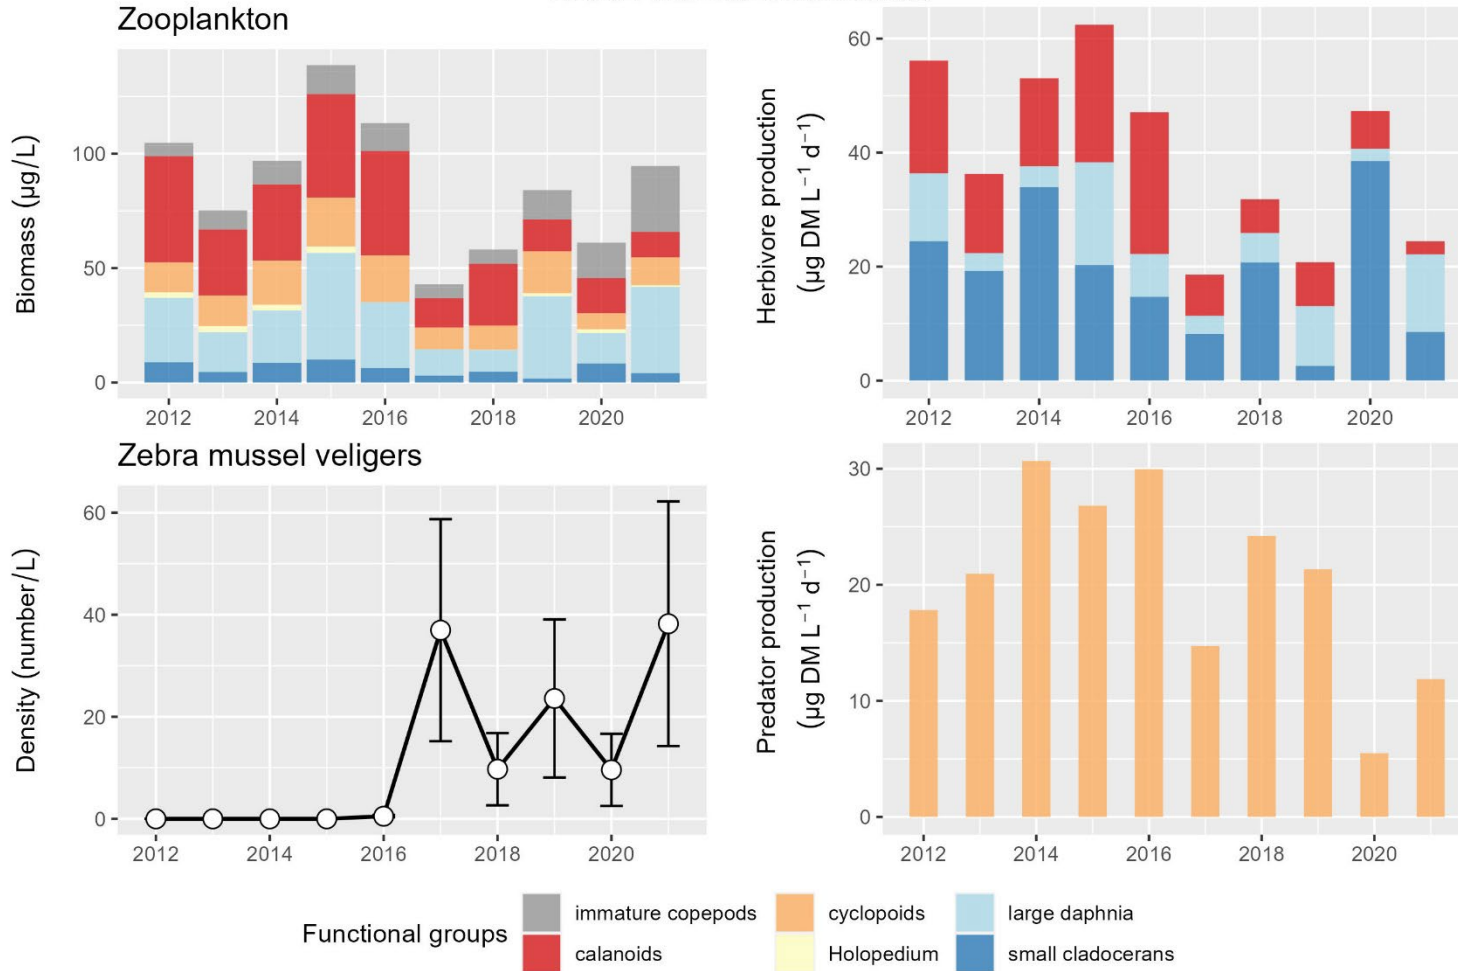 Zooplankton
Biomass (µg/L)
100
50
0
2012 2014 2016 2018 2020
Herbivore production
(µg DM L⁻¹ d⁻¹)
60
40
20
0
2012 2014 2016 2018 2020
Zebra mussel veligers
Density (number/L)
60
40
20
0
2012 2014 2016 2018 2020
Predator production
(µg DM L⁻¹ d⁻¹)
30
20
10
0
2012 2014 2016 2018 2020
Functional groups
immature copepods cyclopoids large daphnia
calanoids Holopedium small cladocerans